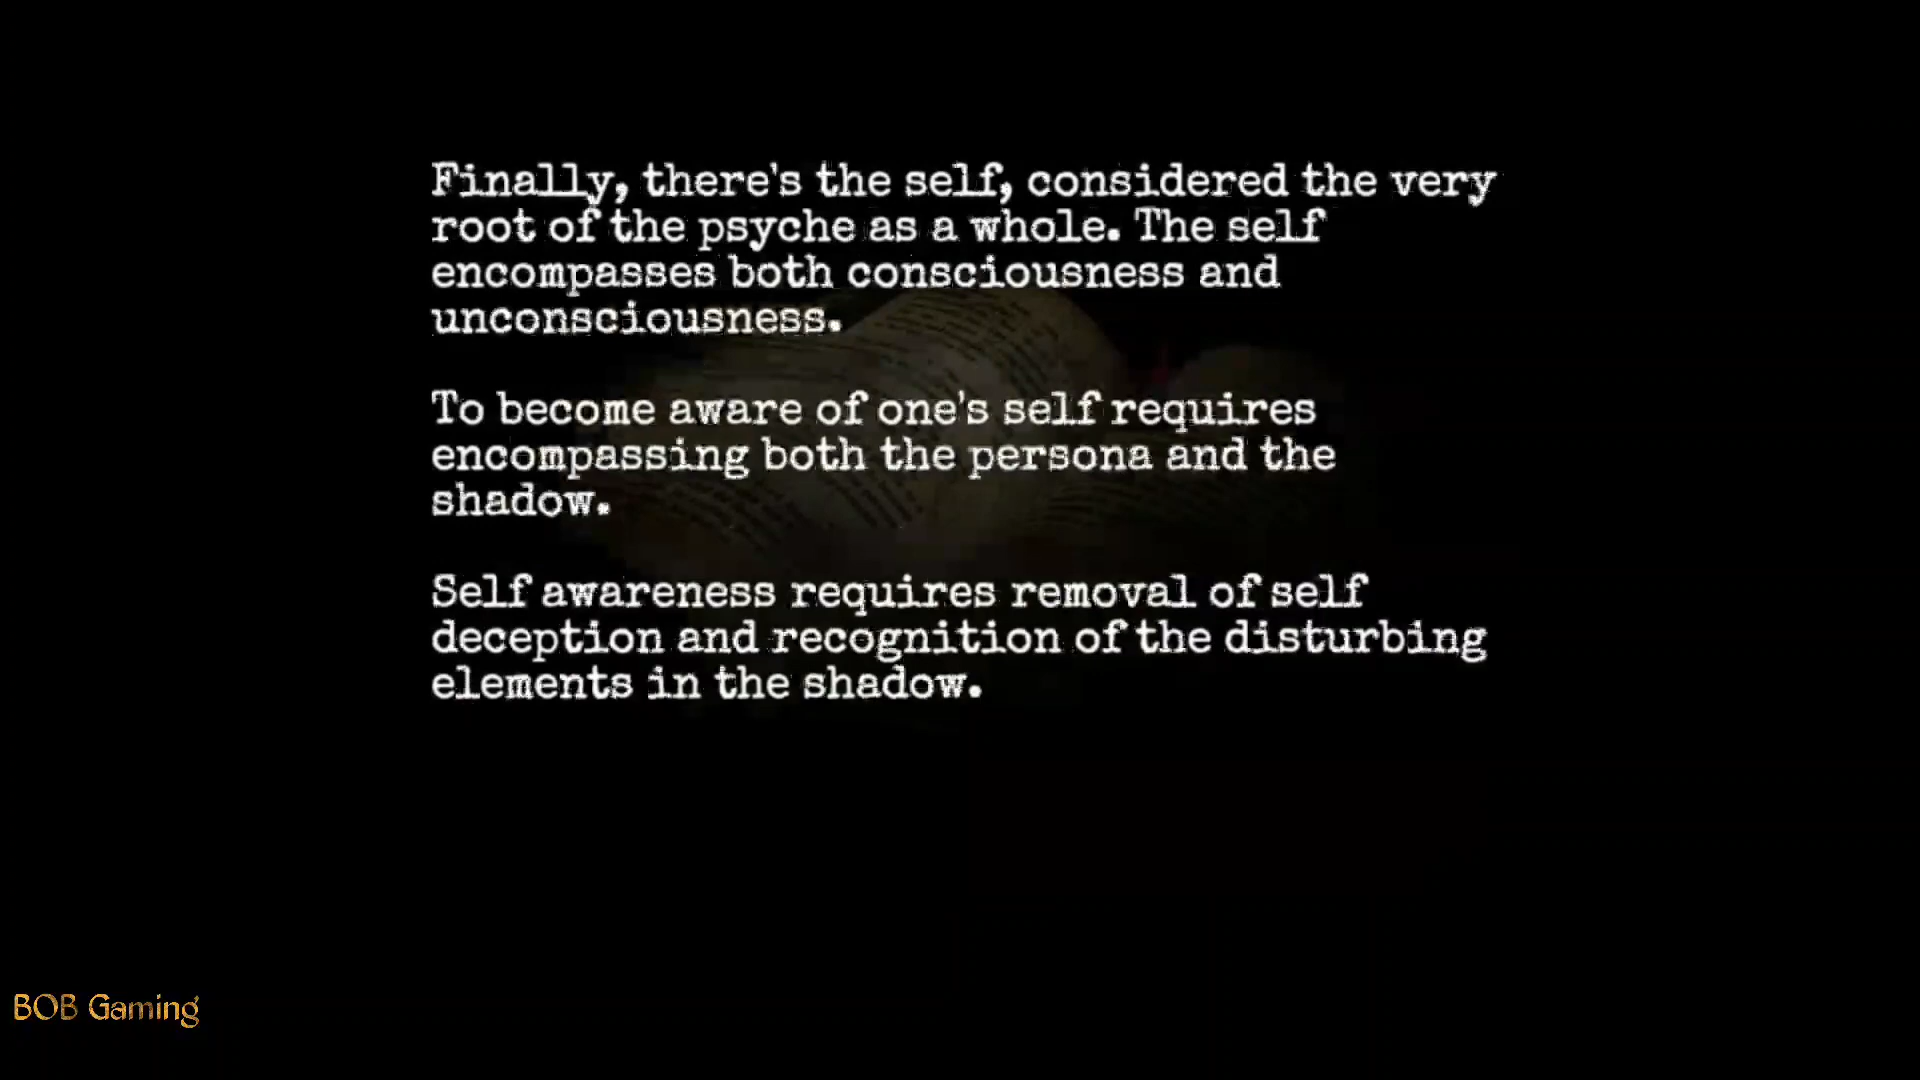 Finally, there's the self, considered the very
root of the psyche as a whole. The self
encompasses both consciousness and
unconsciousness.
To become aware of one's self requires
encompassing both the persona and the
shadow.
Self awareness requires removal of self
deception and recognition of the disturbing
elements in the shadow.
BOB Gaming